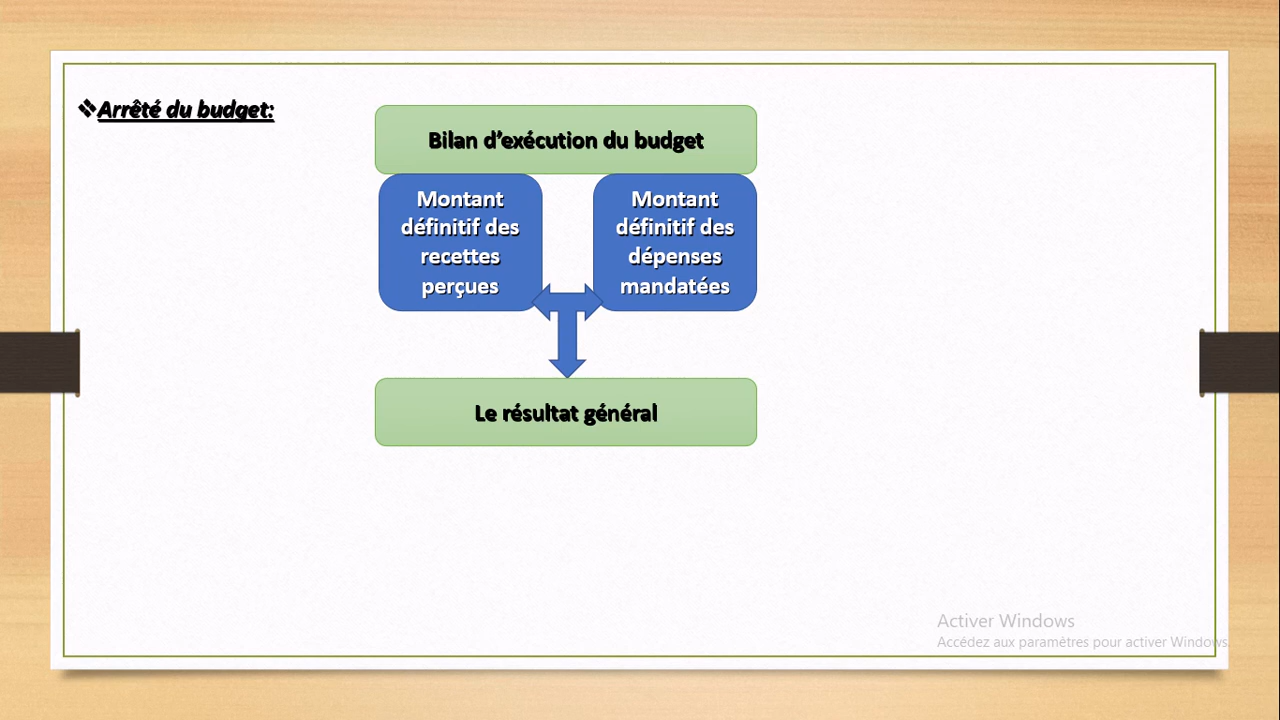 ❖Arrêté du budget:
Bilan d’exécution du budget
Montant
définitif des
recettes
perçues
Montant
définitif des
dépenses
mandatées
Le résultat général
Activer Windows
Accédez aux paramètres pour activer Windows.